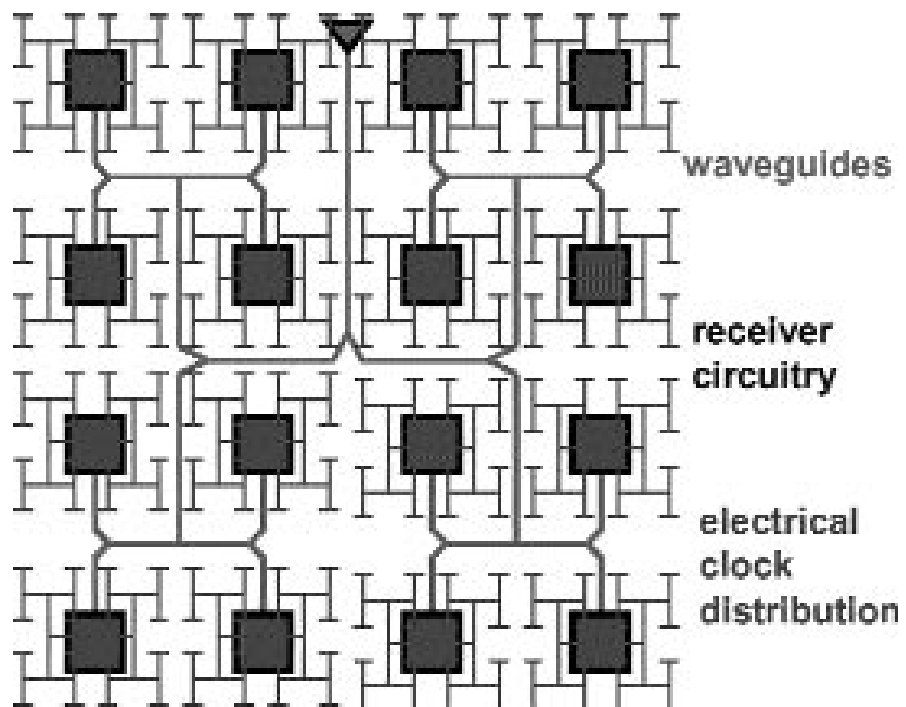 waveguides
receiver
circuitry
electrical
clock
distribution